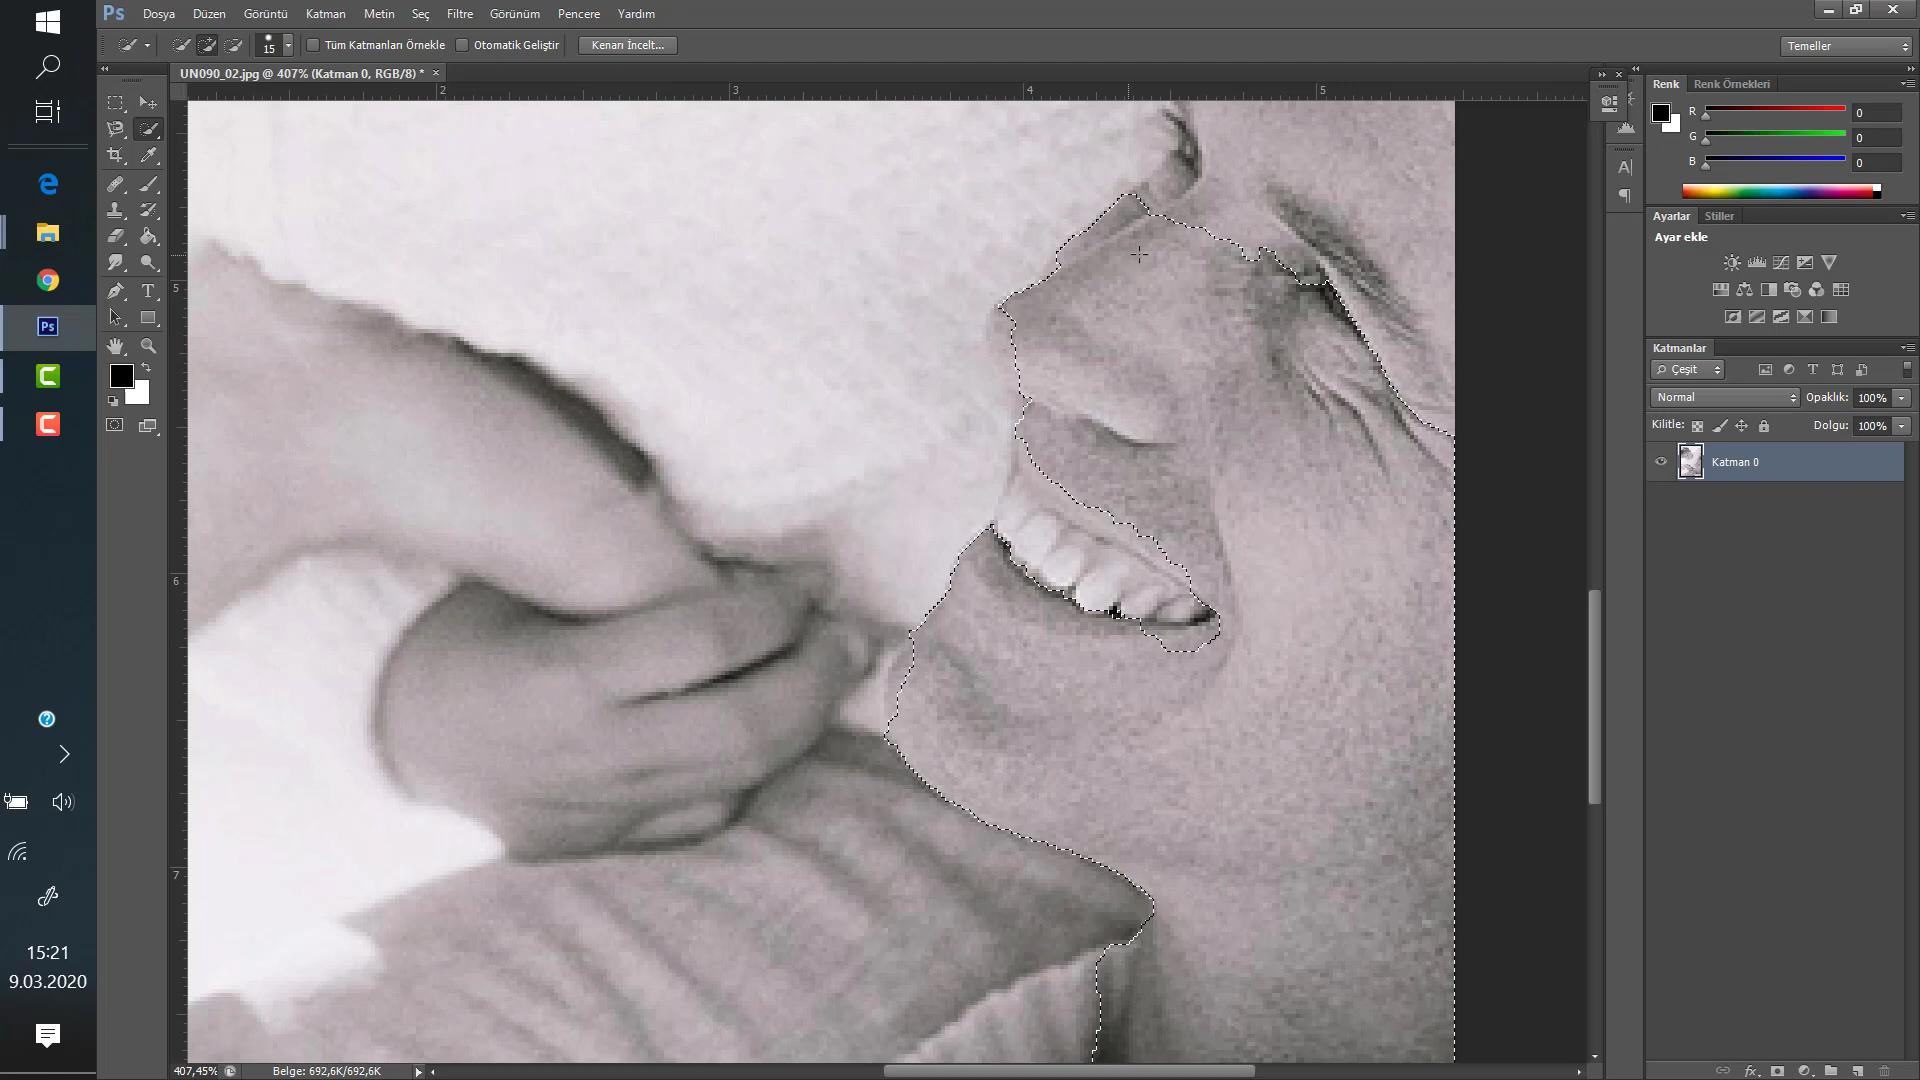 Ps Dosya Düzen Görüntü Katman Metin Seç Filtre Görünüm Pencere Yardım
15 Tüm Katmanları Örnekle Otomatik Geliştir Kenarı İncelt... Temeller
UN090_02.jpg @ 407% (Katman 0, RGB/8) * ×
2 3 4 5
5
6
7
Renk Renk Örnekleri
R 0
G 0
B 0
Ayarlar Stiller
Ayar ekle
Katmanlar
Çeşit
Normal Opaklık: 100%
Kilitle: Dolgu: 100%
Katman 0
Ps
15:21
9.03.2020
407,45% Belge: 692,6K/692,6K